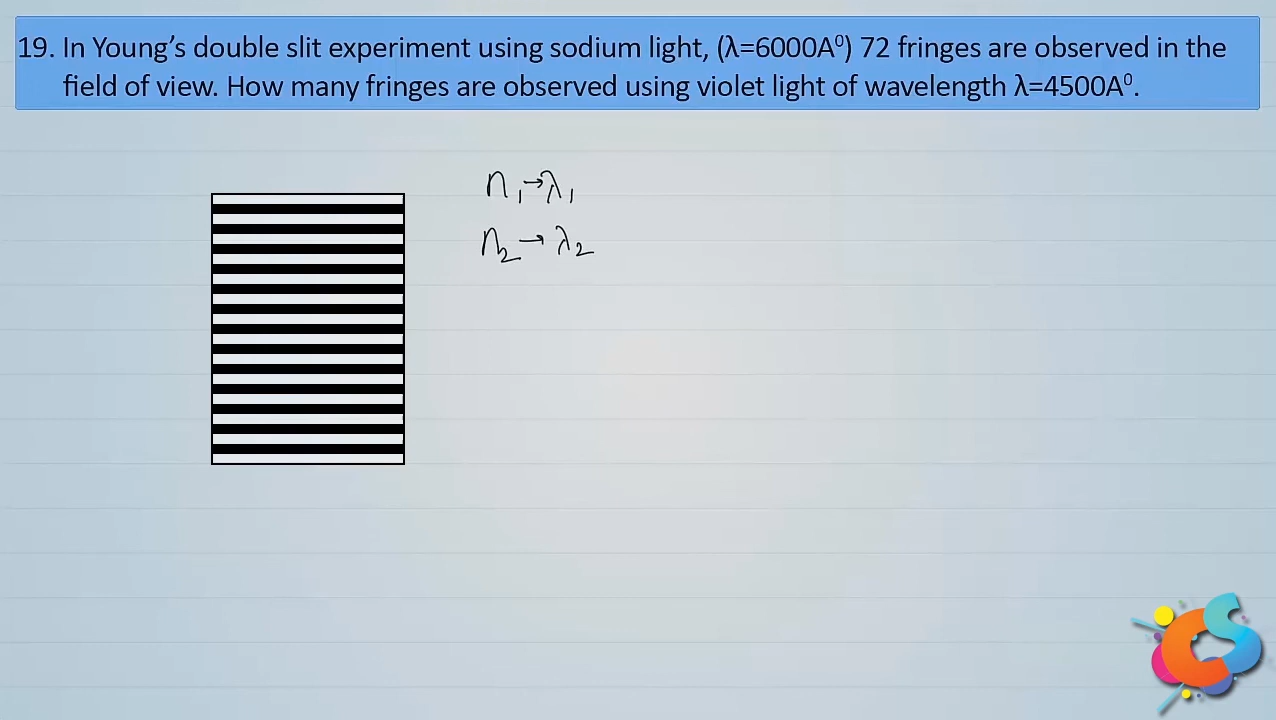 19. In Young’s double slit experiment using sodium light, (λ=6000A⁰) 72 fringes are observed in the
field of view. How many fringes are observed using violet light of wavelength λ=4500A⁰.
n₁→λ₁
n₂→λ₂